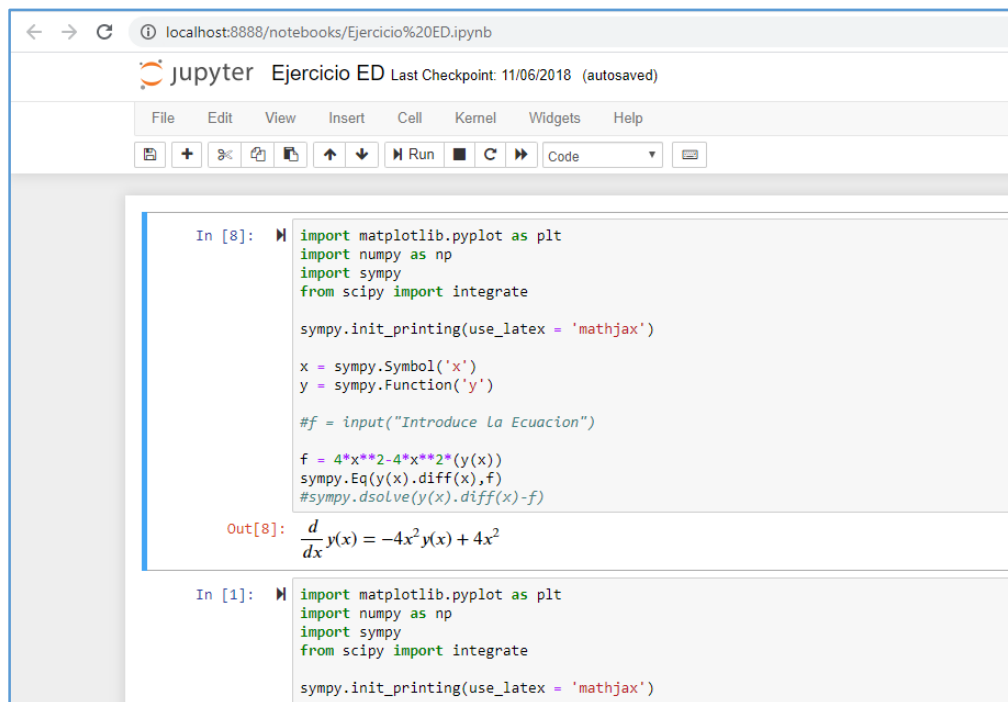 localhost:8888/notebooks/Ejercicio%20ED.ipynb
jupyter Ejercicio ED Last Checkpoint: 11/06/2018 (autosaved)
File Edit View Insert Cell Kernel Widgets Help
Run Code
In [8]: import matplotlib.pyplot as plt
import numpy as np
import sympy
from scipy import integrate
sympy.init_printing(use_latex = 'mathjax')
x = sympy.Symbol('x')
y = sympy.Function('y')
#f = input("Introduce la Ecuacion")
f = 4*x**2-4*x**2*(y(x))
sympy.Eq(y(x).diff(x),f)
#sympy.dsolve(y(x).diff(x)-f)
Out[8]: d/dx y(x) = −4x² y(x) + 4x²
In [1]: import matplotlib.pyplot as plt
import numpy as np
import sympy
from scipy import integrate
sympy.init_printing(use_latex = 'mathjax')